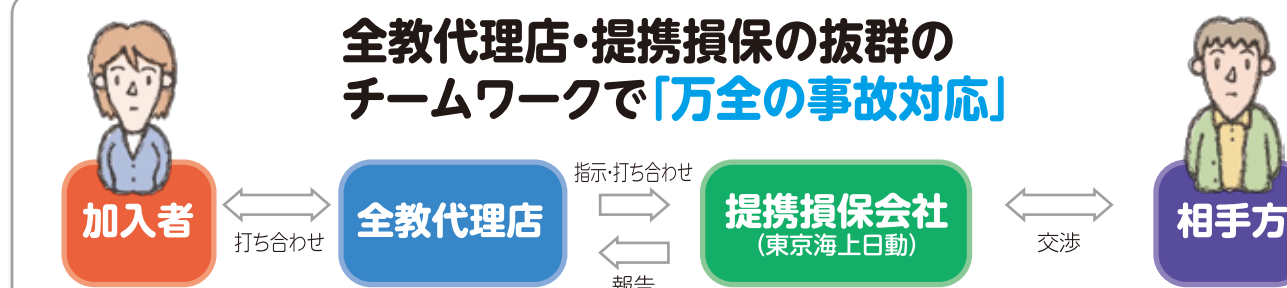 全教代理店・提携損保の抜群の
チームワークで「万全の事故対応」
加入者
打ち合わせ
全教代理店
指示・打ち合わせ
報告
提携損保会社
(東京海上日動)
交渉
相手方